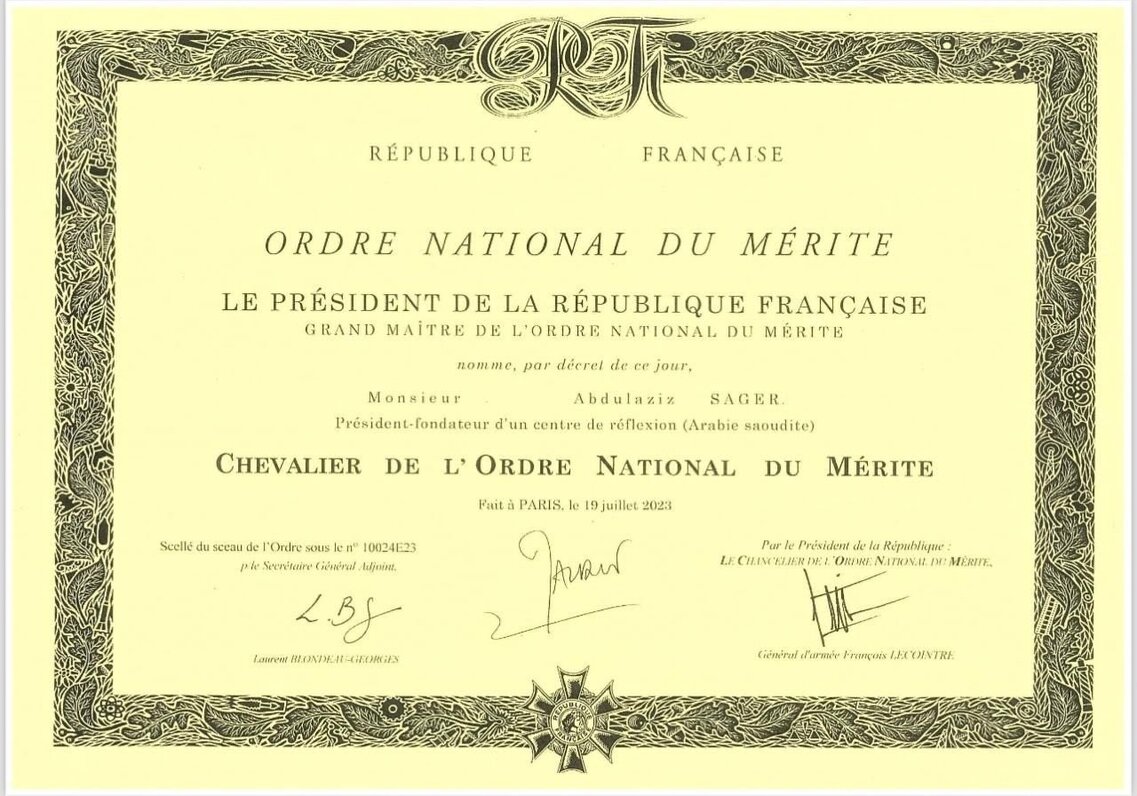 RF
RÉPUBLIQUE FRANÇAISE
ORDRE NATIONAL DU MÉRITE
LE PRÉSIDENT DE LA RÉPUBLIQUE FRANÇAISE
GRAND MAÎTRE DE L'ORDRE NATIONAL DU MÉRITE
nomme, par décret de ce jour,
Monsieur Abdulaziz SAGER
Président-fondateur d'un centre de réflexion (Arabie saoudite)
CHEVALIER DE L'ORDRE NATIONAL DU MÉRITE
Fait à PARIS, le 19 juillet 2023
Scellé du sceau de l'Ordre sous le n° 10024E23
p/le Secrétaire Général Adjoint,
L. BG
Laurent BLONDEAU-GEORGES
Par le Président de la République :
LE CHANCELIER DE L'ORDRE NATIONAL DU MÉRITE,
Général d'armée François LECOINTRE